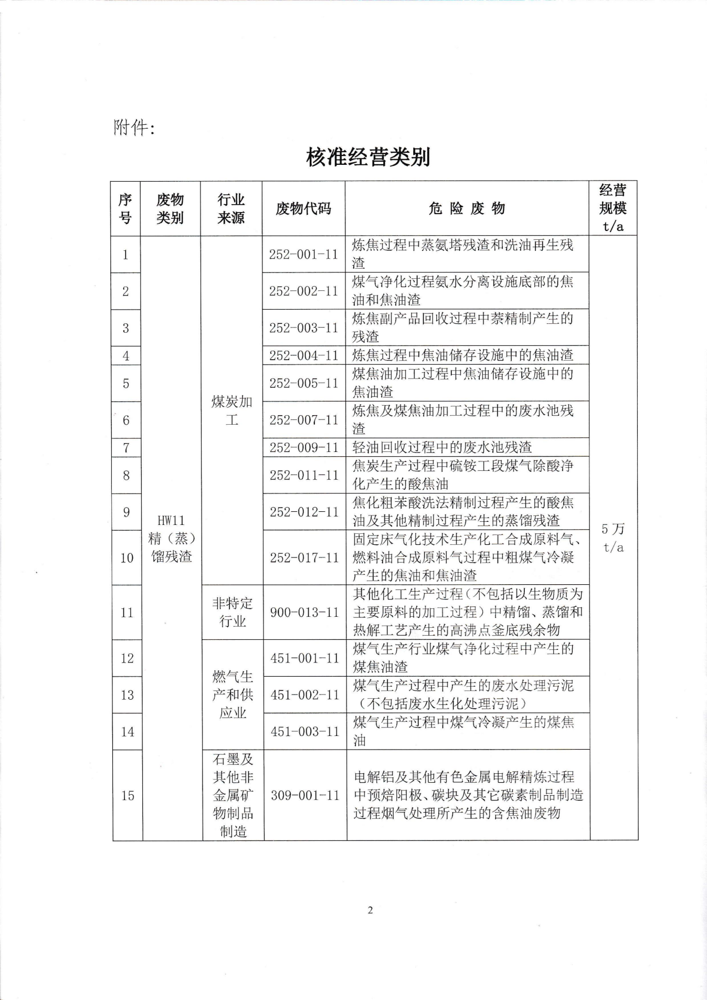 附件:
核准经营类别
序号 废物类别 行业来源 废物代码 危险废物 经营规模 t/a
HW11
精（蒸）
馏残渣
5万
t/a
煤炭加
工
1 252-001-11 炼焦过程中蒸氨塔残渣和洗油再生残
渣
2 252-002-11 煤气净化过程氨水分离设施底部的焦
油和焦油渣
3 252-003-11 炼焦副产品回收过程中萘精制产生的
残渣
4 252-004-11 炼焦过程中焦油储存设施中的焦油渣
5 252-005-11 煤焦油加工过程中焦油储存设施中的
焦油渣
6 252-007-11 炼焦及煤焦油加工过程中的废水池残
渣
7 252-009-11 轻油回收过程中的废水池残渣
8 252-011-11 焦炭生产过程中硫铵工段煤气除酸净
化产生的酸焦油
9 252-012-11 焦化粗苯酸洗法精制过程产生的酸焦
油及其他精制过程产生的蒸馏残渣
10 252-017-11 固定床气化技术生产化工合成原料气、
燃料油合成原料气过程中粗煤气冷凝
产生的焦油和焦油渣
非特定
行业
11 900-013-11 其他化工生产过程（不包括以生物质为
主要原料的加工过程）中精馏、蒸馏和
热解工艺产生的高沸点釜底残余物
燃气生
产和供
应业
12 451-001-11 煤气生产行业煤气净化过程中产生的
煤焦油渣
13 451-002-11 煤气生产过程中产生的废水处理污泥
（不包括废水生化处理污泥）
14 451-003-11 煤气生产过程中煤气冷凝产生的煤焦
油
石墨及
其他非
金属矿
物制品
制造
15 309-001-11 电解铝及其他有色金属电解精炼过程
中预焙阳极、碳块及其它碳素制品制造
过程烟气处理所产生的含焦油废物
2